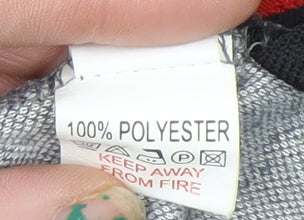 100% POLYESTER
P
KEEP AWAY
FROM FIRE